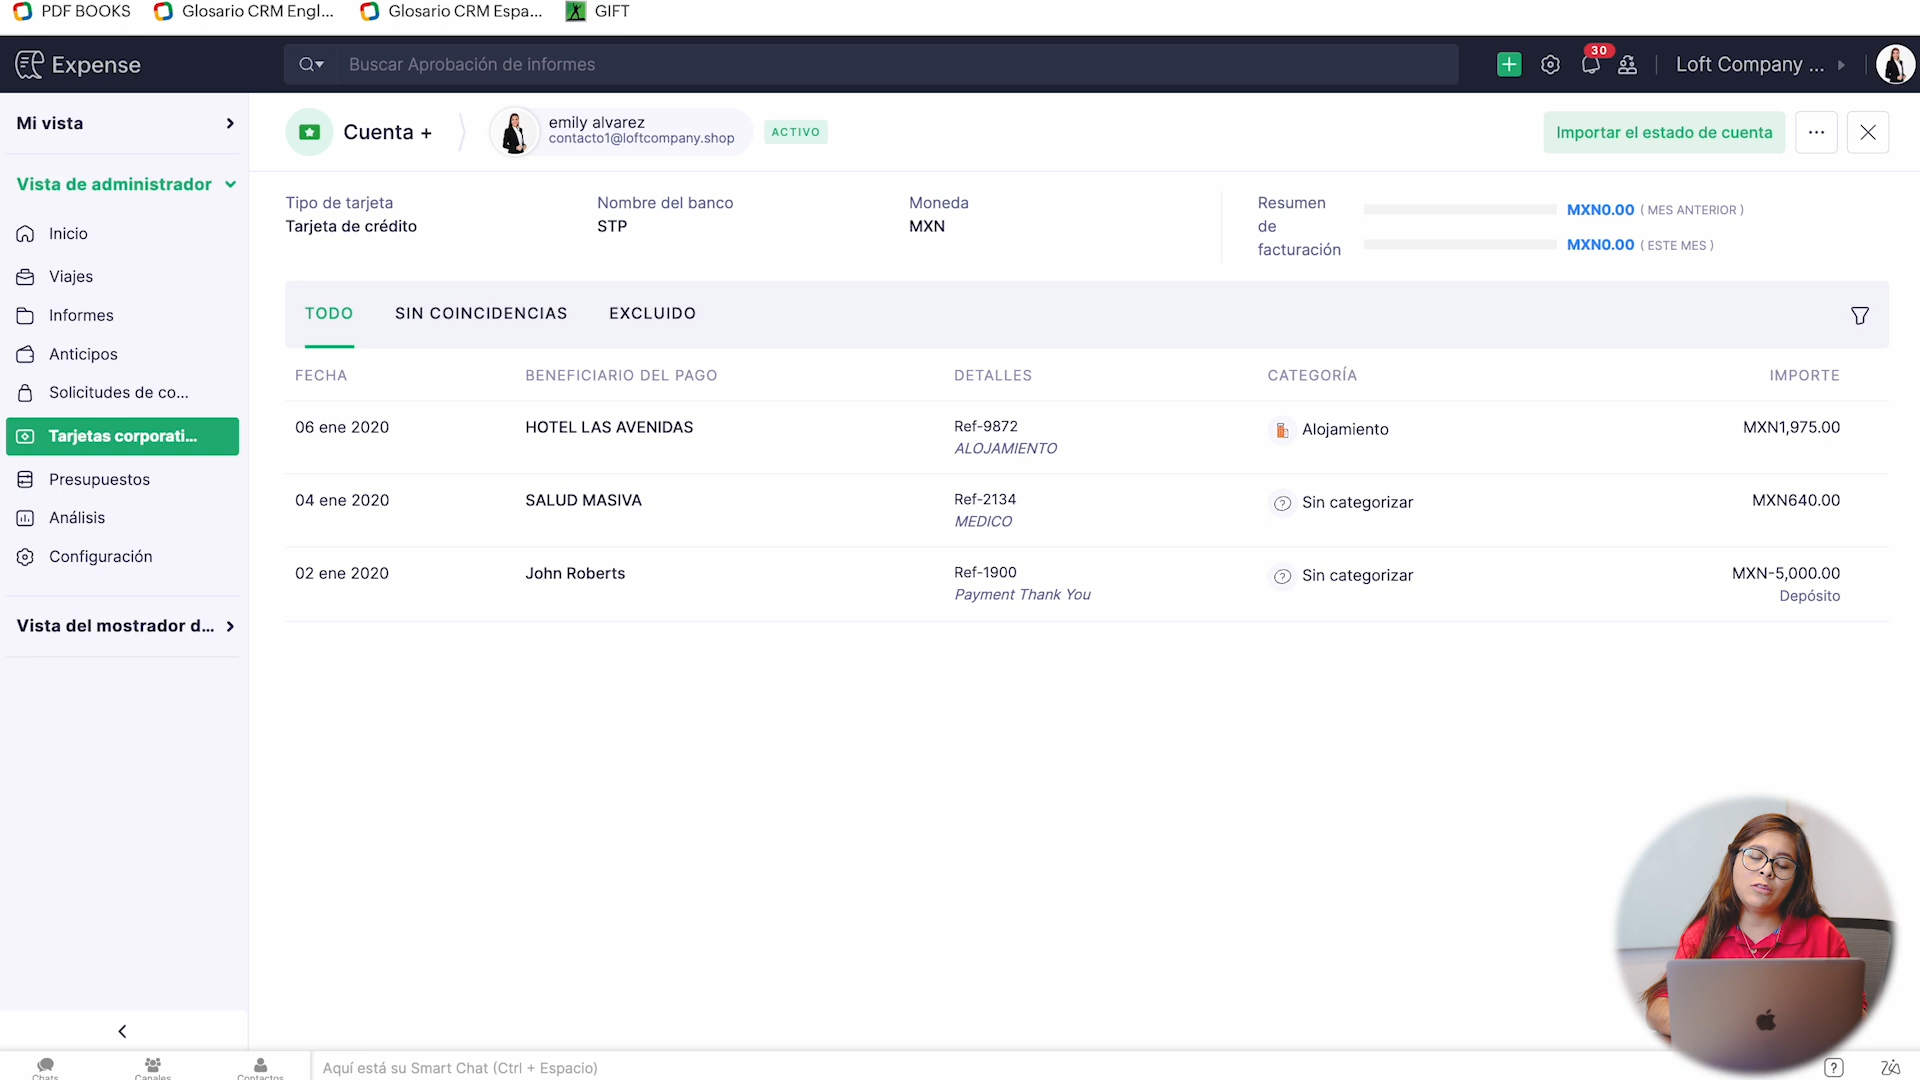 PDF BOOKS
Glosario CRM Engl...
Glosario CRM Espa...
GIFT
Expense
Buscar Aprobación de informes
30
Loft Company ...
Mi vista
Vista de administrador
Inicio
Viajes
Informes
Anticipos
Solicitudes de co...
Tarjetas corporati...
Presupuestos
Análisis
Configuración
Vista del mostrador d...
Cuenta +
emily alvarez
contacto1@loftcompany.shop
ACTIVO
Importar el estado de cuenta
Tipo de tarjeta
Tarjeta de crédito
Nombre del banco
STP
Moneda
MXN
Resumen
de
facturación
MXN0.00 ( MES ANTERIOR )
MXN0.00 ( ESTE MES )
TODO SIN COINCIDENCIAS EXCLUIDO
FECHA BENEFICIARIO DEL PAGO DETALLES CATEGORÍA IMPORTE
06 ene 2020 HOTEL LAS AVENIDAS Ref-9872 Alojamiento MXN1,975.00
ALOJAMIENTO
04 ene 2020 SALUD MASIVA Ref-2134 Sin categorizar MXN640.00
MEDICO
02 ene 2020 John Roberts Ref-1900 Sin categorizar MXN-5,000.00
Payment Thank You Depósito
Chats
Canales
Contactos
Aquí está su Smart Chat (Ctrl + Espacio)